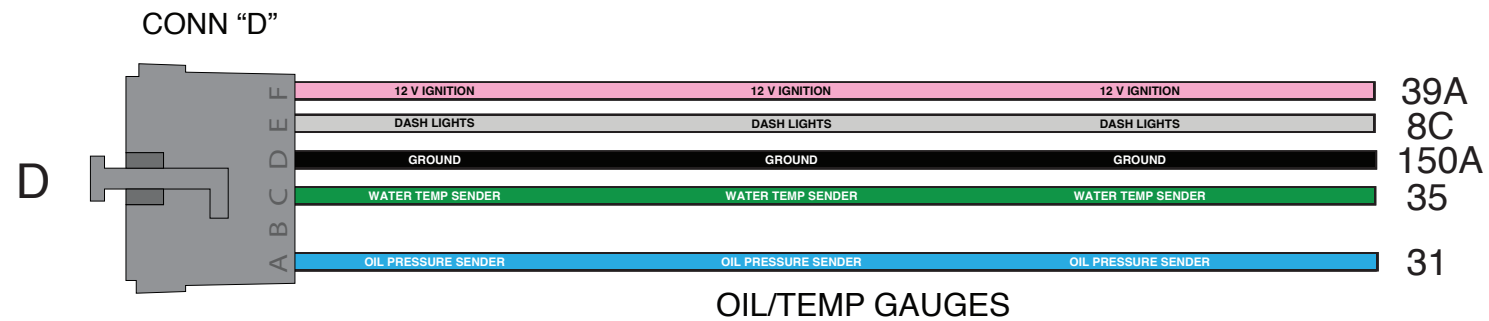 CONN “D”
F 12 V IGNITION 12 V IGNITION 12 V IGNITION 39A
E DASH LIGHTS DASH LIGHTS DASH LIGHTS 8C
D GROUND GROUND GROUND 150A
D
C WATER TEMP SENDER WATER TEMP SENDER WATER TEMP SENDER 35
B
A OIL PRESSURE SENDER OIL PRESSURE SENDER OIL PRESSURE SENDER 31
OIL/TEMP GAUGES